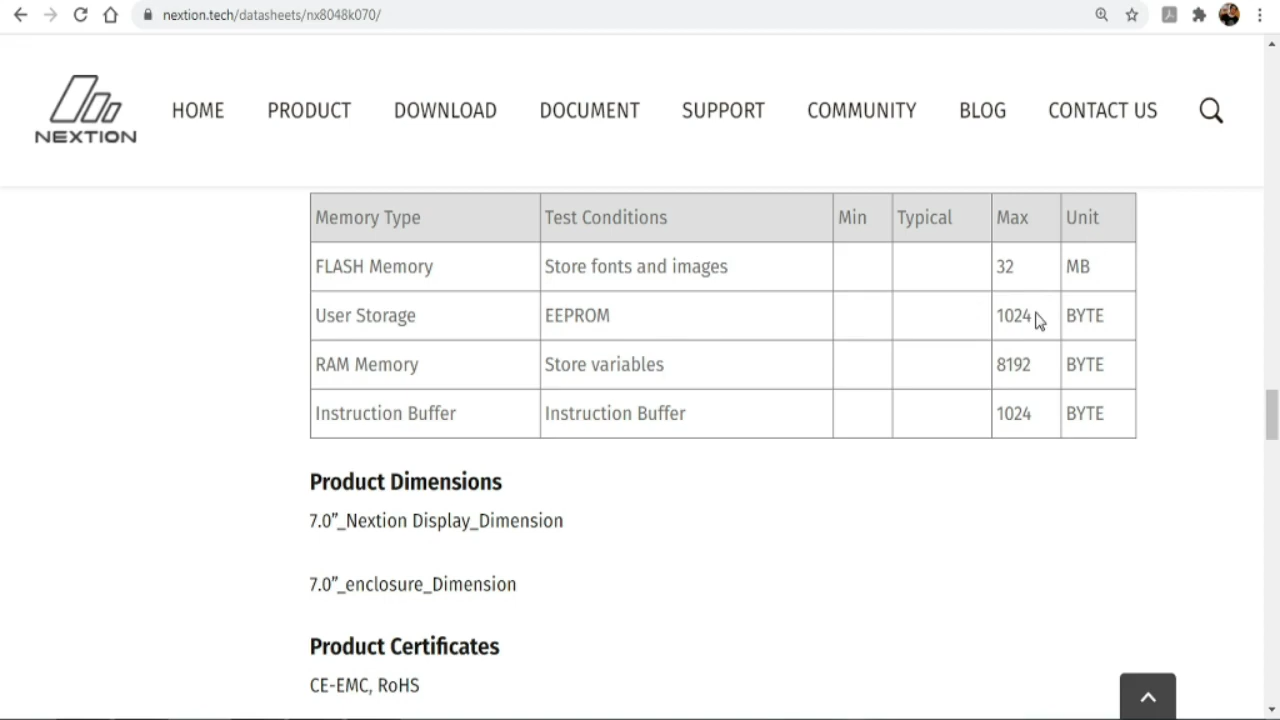 nextion.tech/datasheets/nx8048k070/
NEXTION
HOME PRODUCT DOWNLOAD DOCUMENT SUPPORT COMMUNITY BLOG CONTACT US
Memory Type Test Conditions Min Typical Max Unit
FLASH Memory Store fonts and images 32 MB
User Storage EEPROM 1024 BYTE
RAM Memory Store variables 8192 BYTE
Instruction Buffer Instruction Buffer 1024 BYTE
Product Dimensions
7.0”_Nextion Display_Dimension
7.0”_enclosure_Dimension
Product Certificates
CE-EMC, RoHS